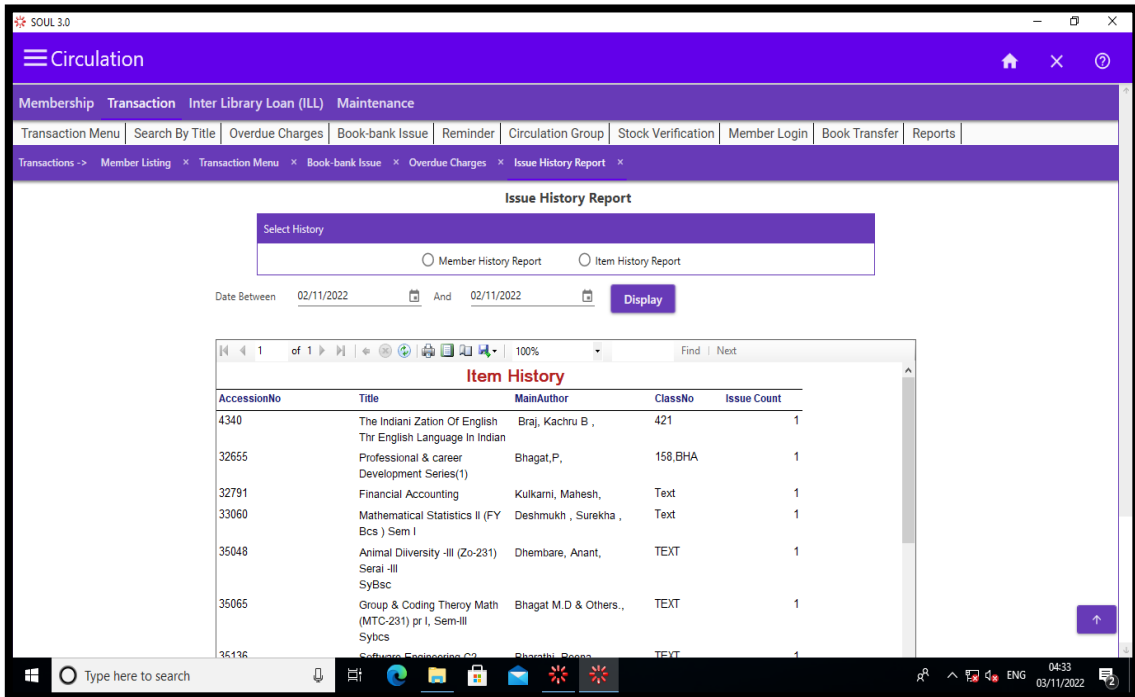 SOUL 3.0
Circulation
Membership Transaction Inter Library Loan (ILL) Maintenance
Transaction Menu Search By Title Overdue Charges Book-bank Issue Reminder Circulation Group Stock Verification Member Login Book Transfer Reports
Transactions -> Member Listing × Transaction Menu × Book-bank Issue × Overdue Charges × Issue History Report ×
Issue History Report
Select History
Member History Report Item History Report
Date Between 02/11/2022 And 02/11/2022 Display
1 of 1 100% Find | Next
Item History
AccessionNo Title MainAuthor ClassNo Issue Count
4340 The Indiani Zation Of English Braj, Kachru B , 421 1
Thr English Language In Indian
32655 Professional & career Bhagat,P, 158,BHA 1
Development Series(1)
32791 Financial Accounting Kulkarni, Mahesh, Text 1
33060 Mathematical Statistics II (FY Deshmukh , Surekha , Text 1
Bcs ) Sem I
35048 Animal Diiversity -III (Zo-231) Dhembare, Anant, TEXT 1
Serai -III
SyBsc
35065 Group & Coding Theroy Math Bhagat M.D & Others., TEXT 1
(MTC-231) pr I, Sem-III
Sybcs
35136 Software Engineering C2 Bharathi, TEXT 1
Type here to search ENG 04:33
03/11/2022 2